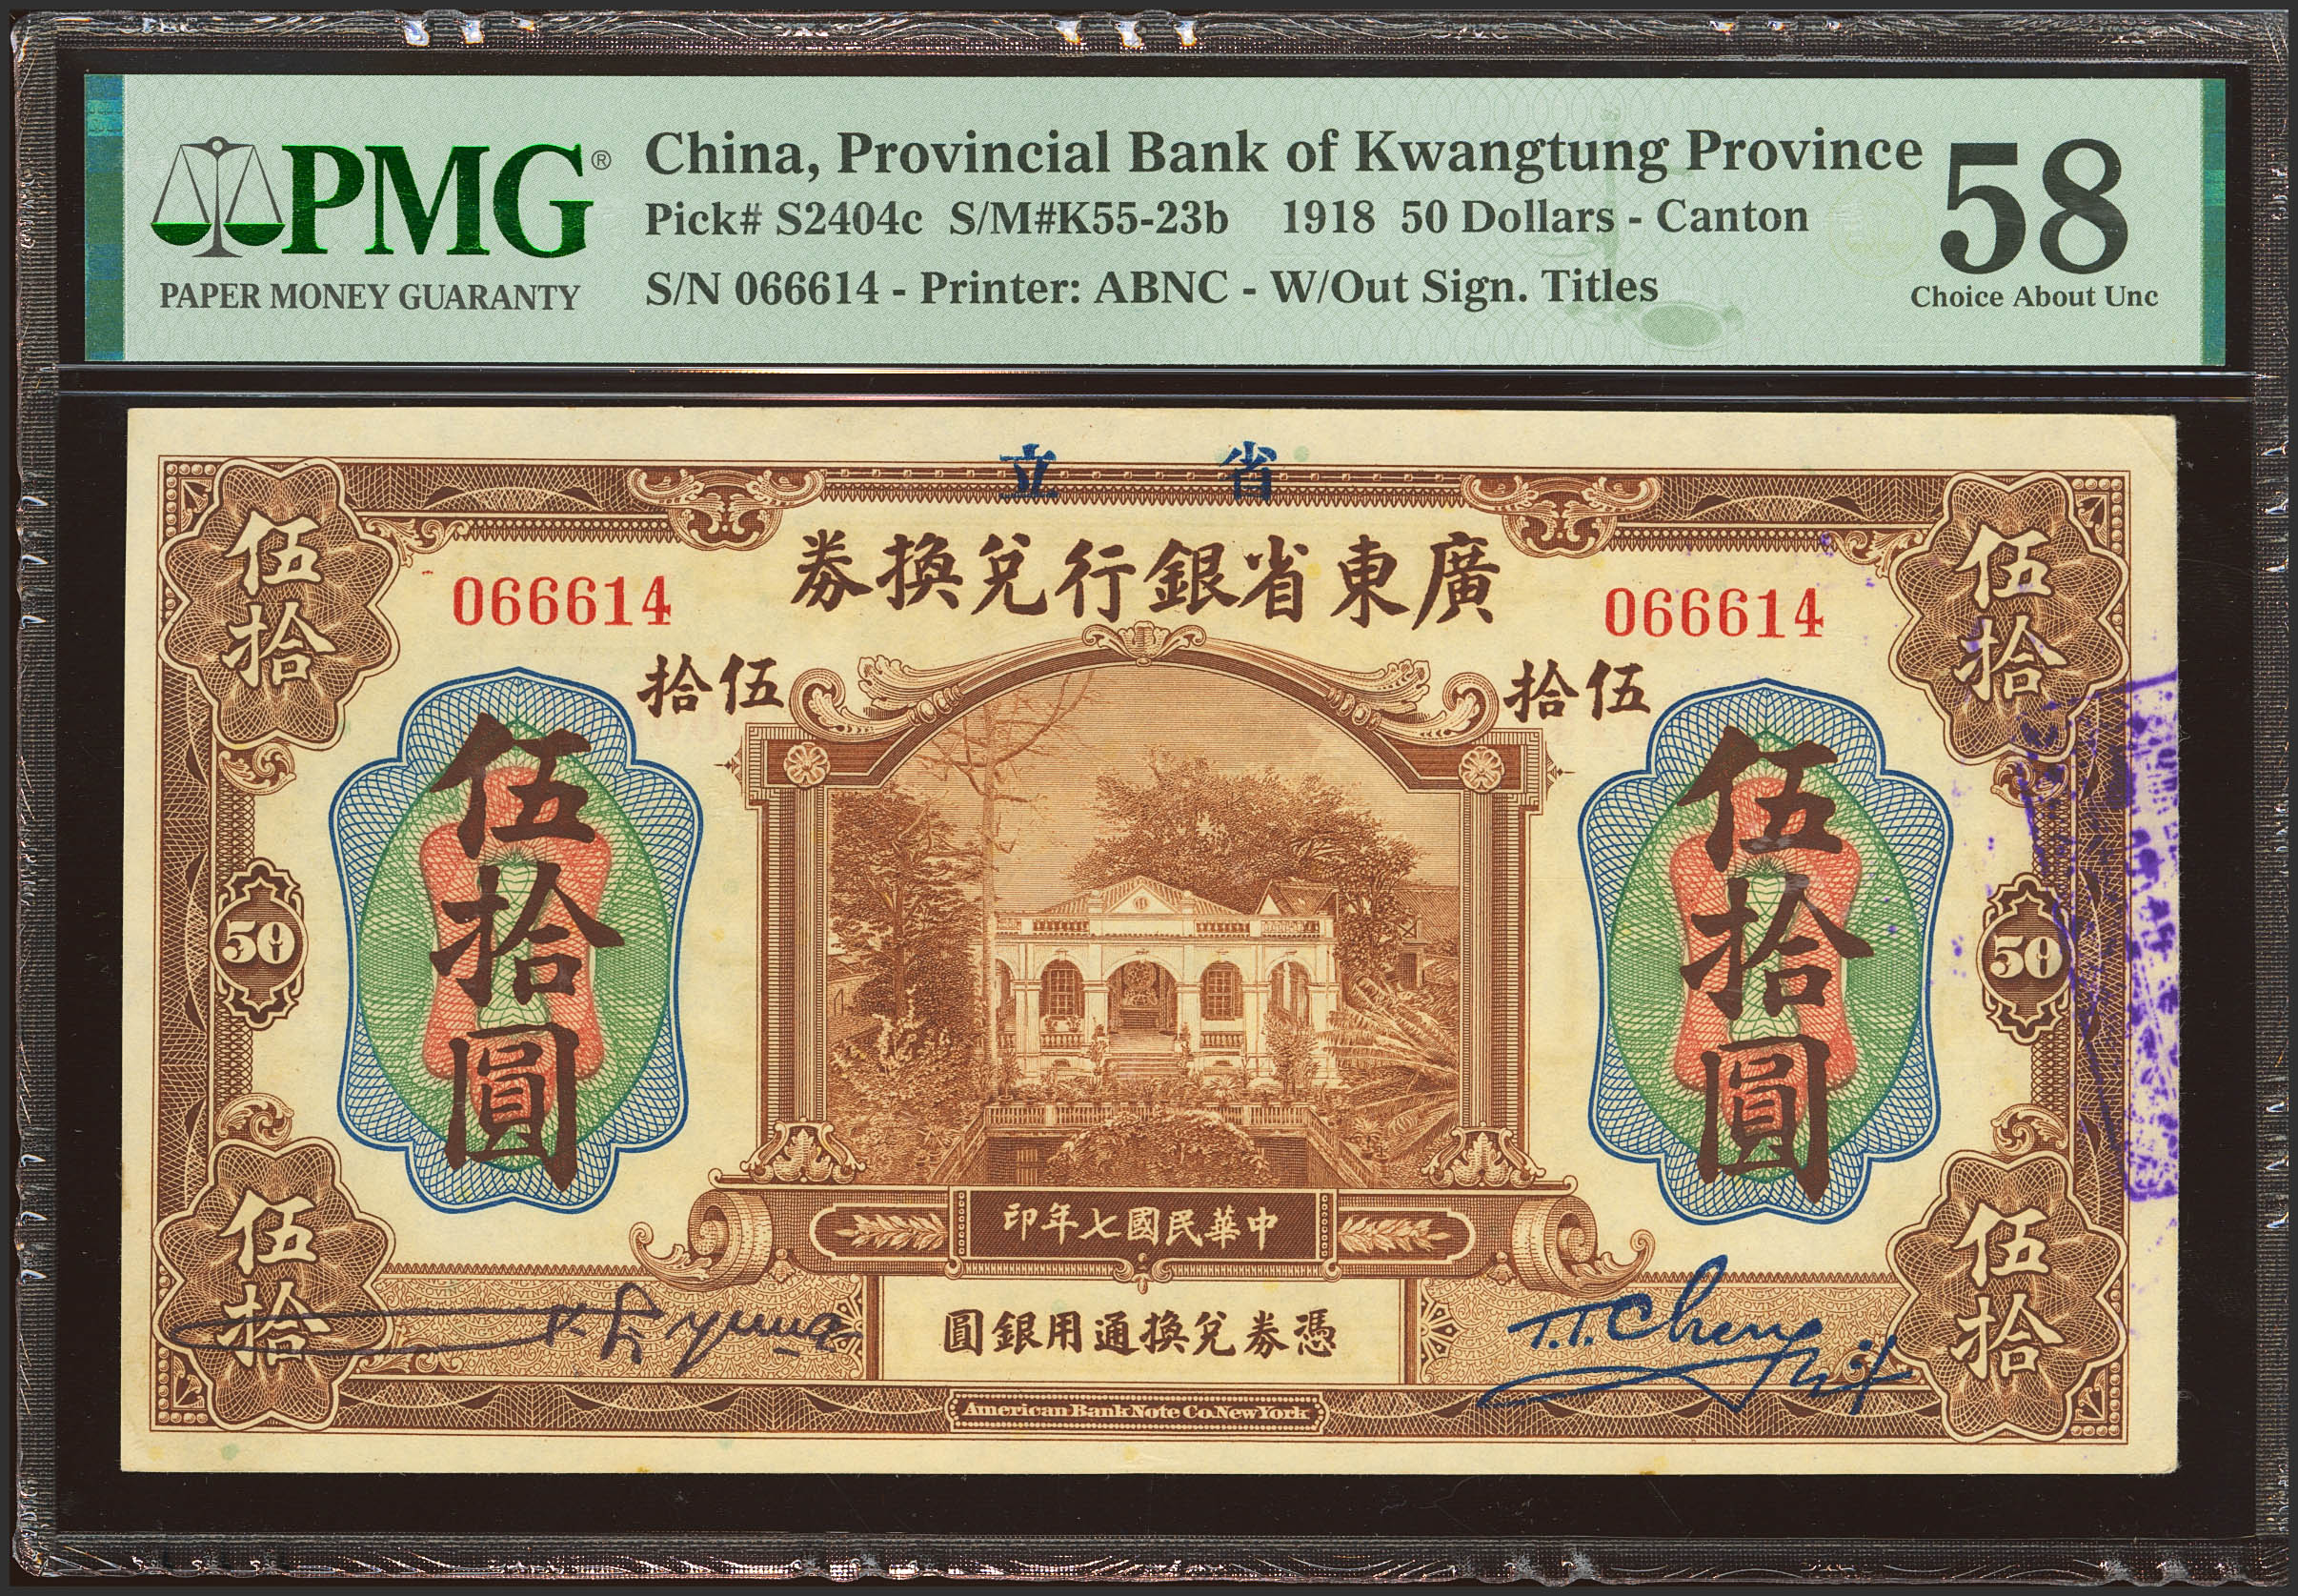 PMG®
PAPER MONEY GUARANTY
China, Provincial Bank of Kwangtung Province
Pick# S2404c S/M#K55-23b 1918 50 Dollars - Canton
S/N 066614 - Printer: ABNC - W/Out Sign. Titles
58
Choice About Unc
省立
廣東省銀行兌換券
伍拾
伍拾
066614
066614
伍拾
伍拾
伍拾圓
伍拾圓
50
50
中華民國七年印
伍拾
伍拾
憑券兌換通用銀圓
T.T. Cheng
American Bank Note Co. New York